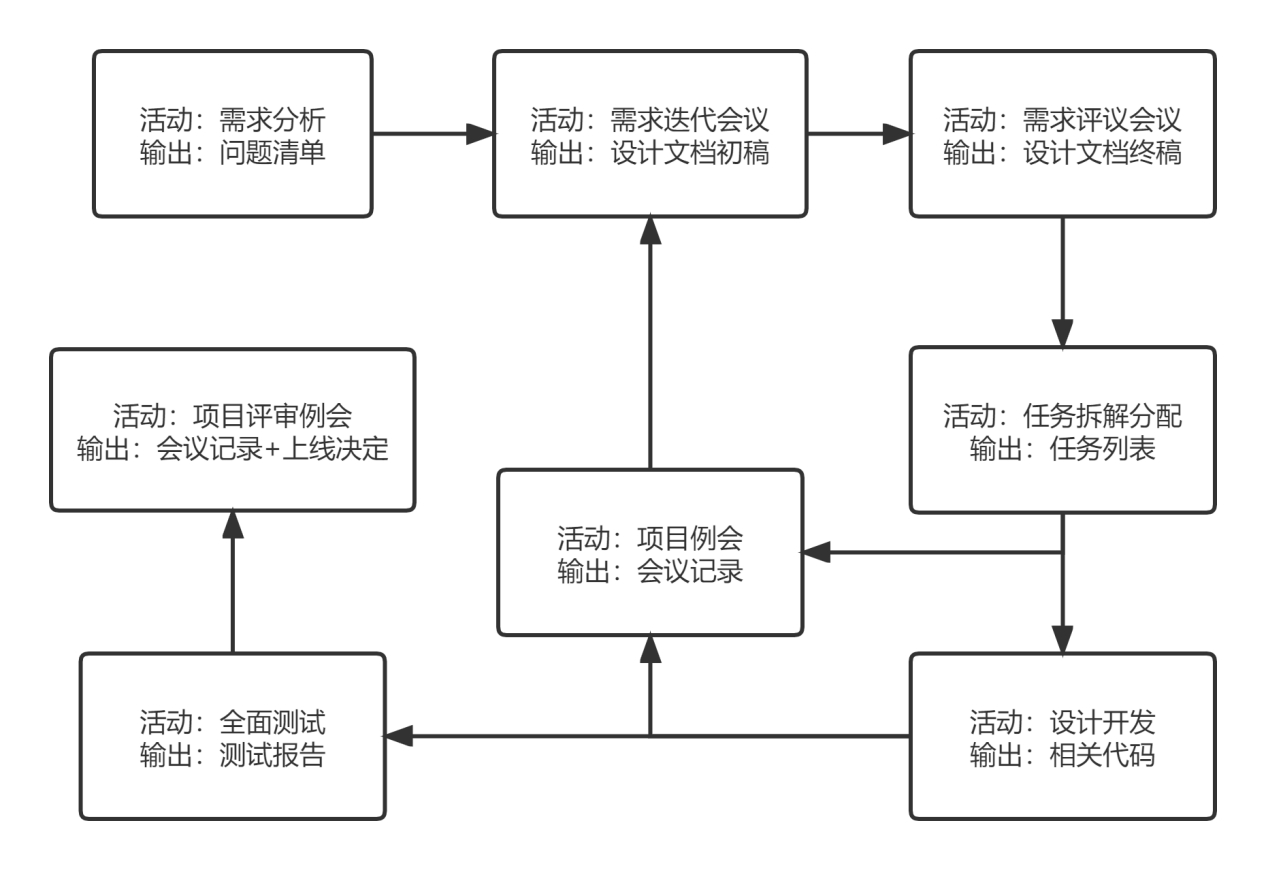 活动：需求分析
输出：问题清单
活动：需求迭代会议
输出：设计文档初稿
活动：需求评议会议
输出：设计文档终稿
活动：项目评审例会
输出：会议记录+上线决定
活动：任务拆解分配
输出：任务列表
活动：项目例会
输出：会议记录
活动：全面测试
输出：测试报告
活动：设计开发
输出：相关代码